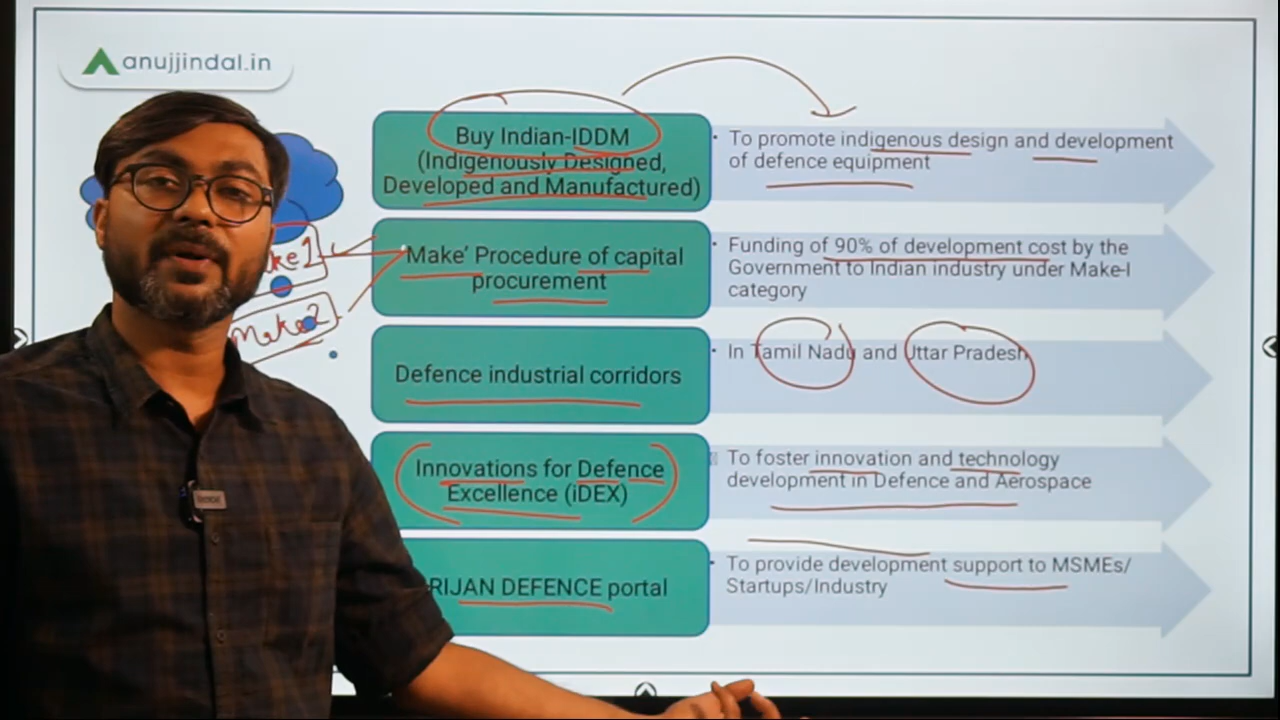 anujjindal.in
Buy Indian-IDDM
(Indigenously Designed,
Developed and Manufactured)
To promote indigenous design and development
of defence equipment
Make' Procedure of capital
procurement
Funding of 90% of development cost by the
Government to Indian industry under Make-I
category
Make2
Defence industrial corridors
In Tamil Nadu and Uttar Pradesh
Innovations for Defence
Excellence (iDEX)
To foster innovation and technology
development in Defence and Aerospace
RIJAN DEFENCE portal
To provide development support to MSMEs/
Startups/Industry